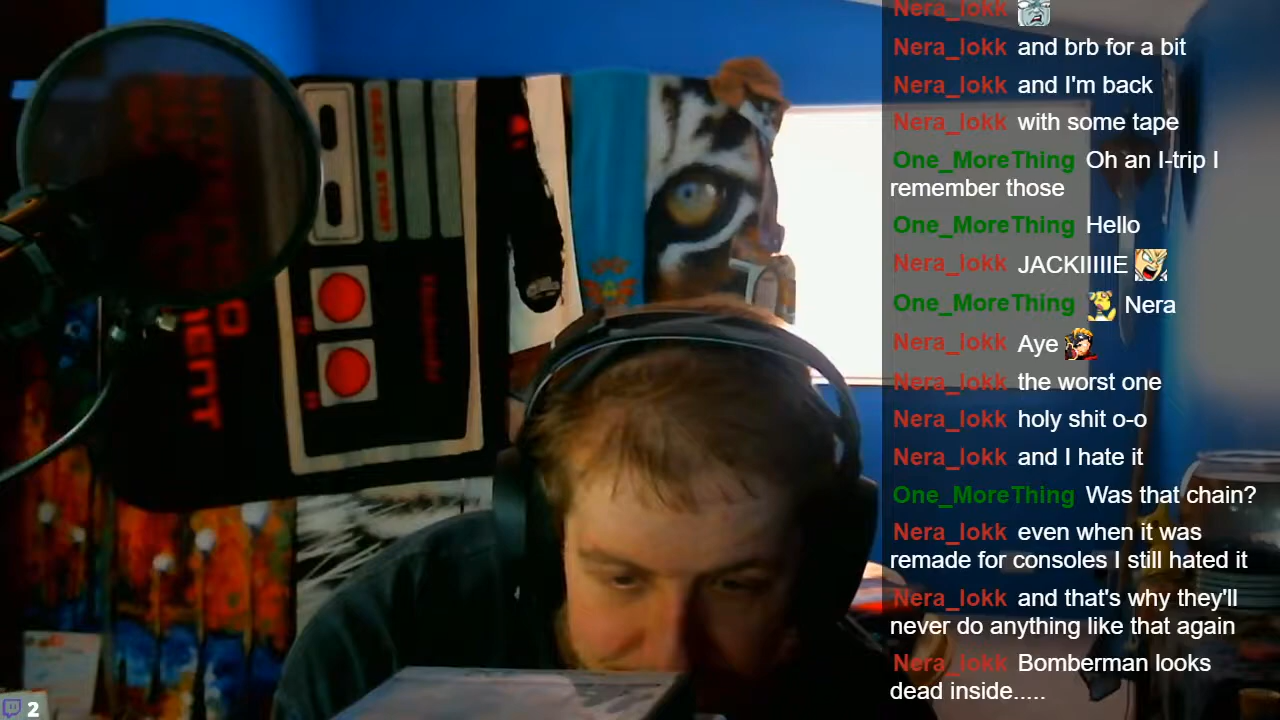 Nera_lokk
Nera_lokk and brb for a bit
Nera_lokk and I'm back
Nera_lokk with some tape
One_MoreThing Oh an I-trip I
remember those
One_MoreThing Hello
Nera_lokk JACKIIIIIE
One_MoreThing Nera
Nera_lokk Aye
Nera_lokk the worst one
Nera_lokk holy shit o-o
Nera_lokk and I hate it
One_MoreThing Was that chain?
Nera_lokk even when it was
remade for consoles I still hated it
Nera_lokk and that's why they'll
never do anything like that again
Nera_lokk Bomberman looks
dead inside.....
SELECT START
Nintendo
2